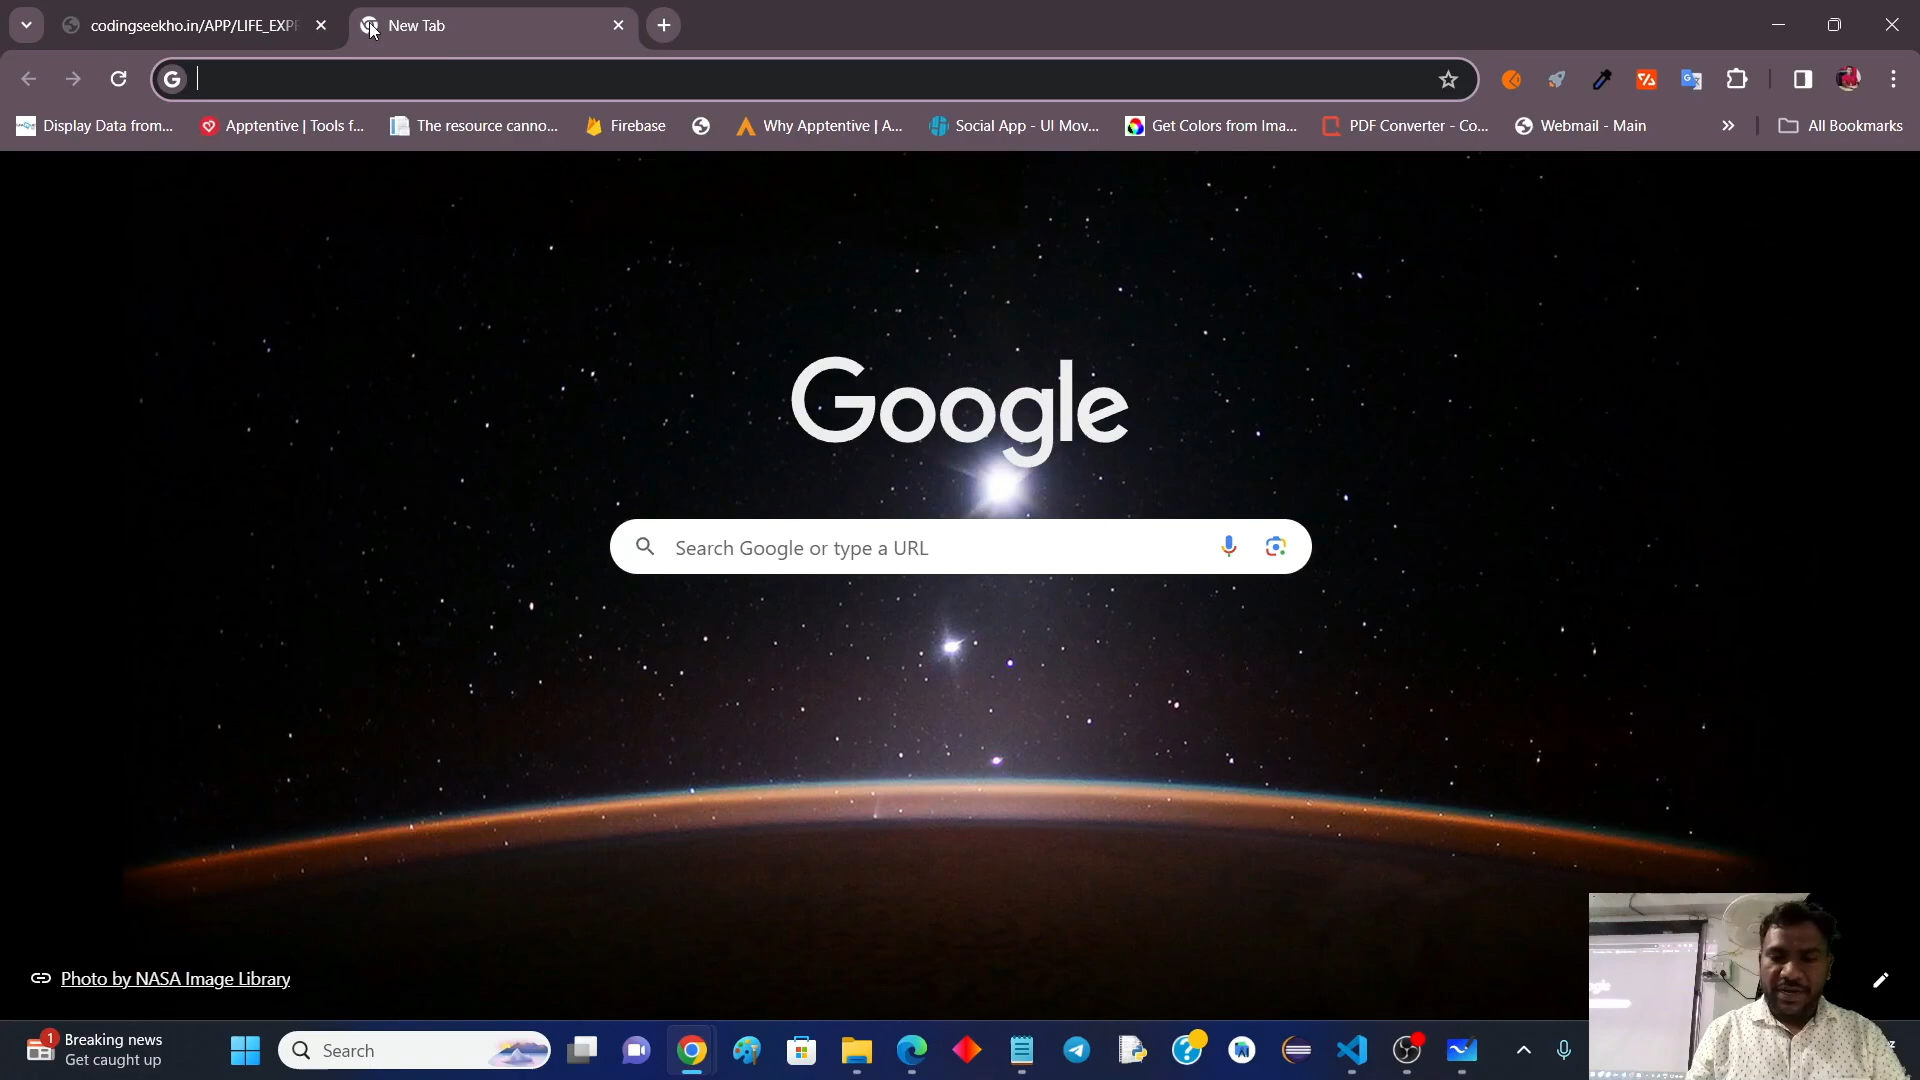 codingseekho.in/APP/LIFE_EXP
New Tab
Display Data from...
Apptentive | Tools f...
The resource canno...
Firebase
Why Apptentive | A...
Social App - UI Mov...
Get Colors from Ima...
PDF Converter - Co...
Webmail - Main
All Bookmarks
Google
Search Google or type a URL
Photo by NASA Image Library
1
Breaking news
Get caught up
Search